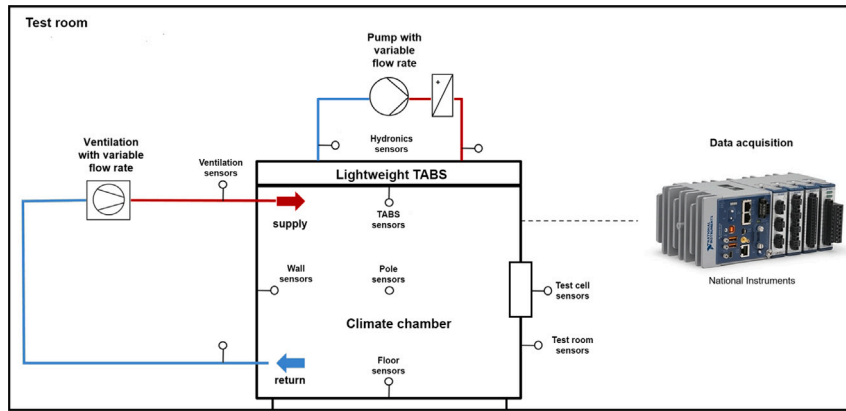 Test room
Pump with
variable
flow rate
+
Hydronics
sensors
Ventilation
with variable
flow rate
Ventilation
sensors
Data acquisition
Lightweight TABS
supply
TABS
sensors
NATIONAL
INSTRUMENTS
National Instruments
Wall
sensors
Pole
sensors
Test cell
sensors
Climate chamber
Test room
sensors
Floor
sensors
return